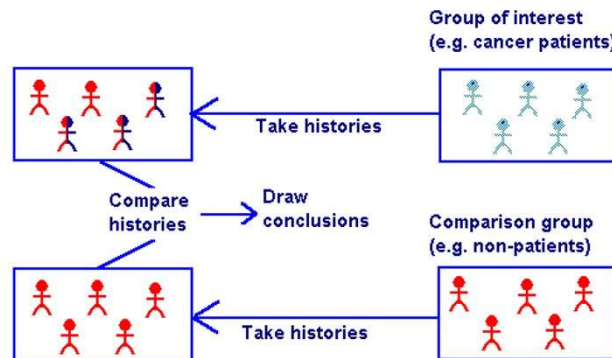 Group of interest
(e.g. cancer patients)
Take histories
Compare
histories
Draw
conclusions
Comparison group
(e.g. non-patients)
Take histories